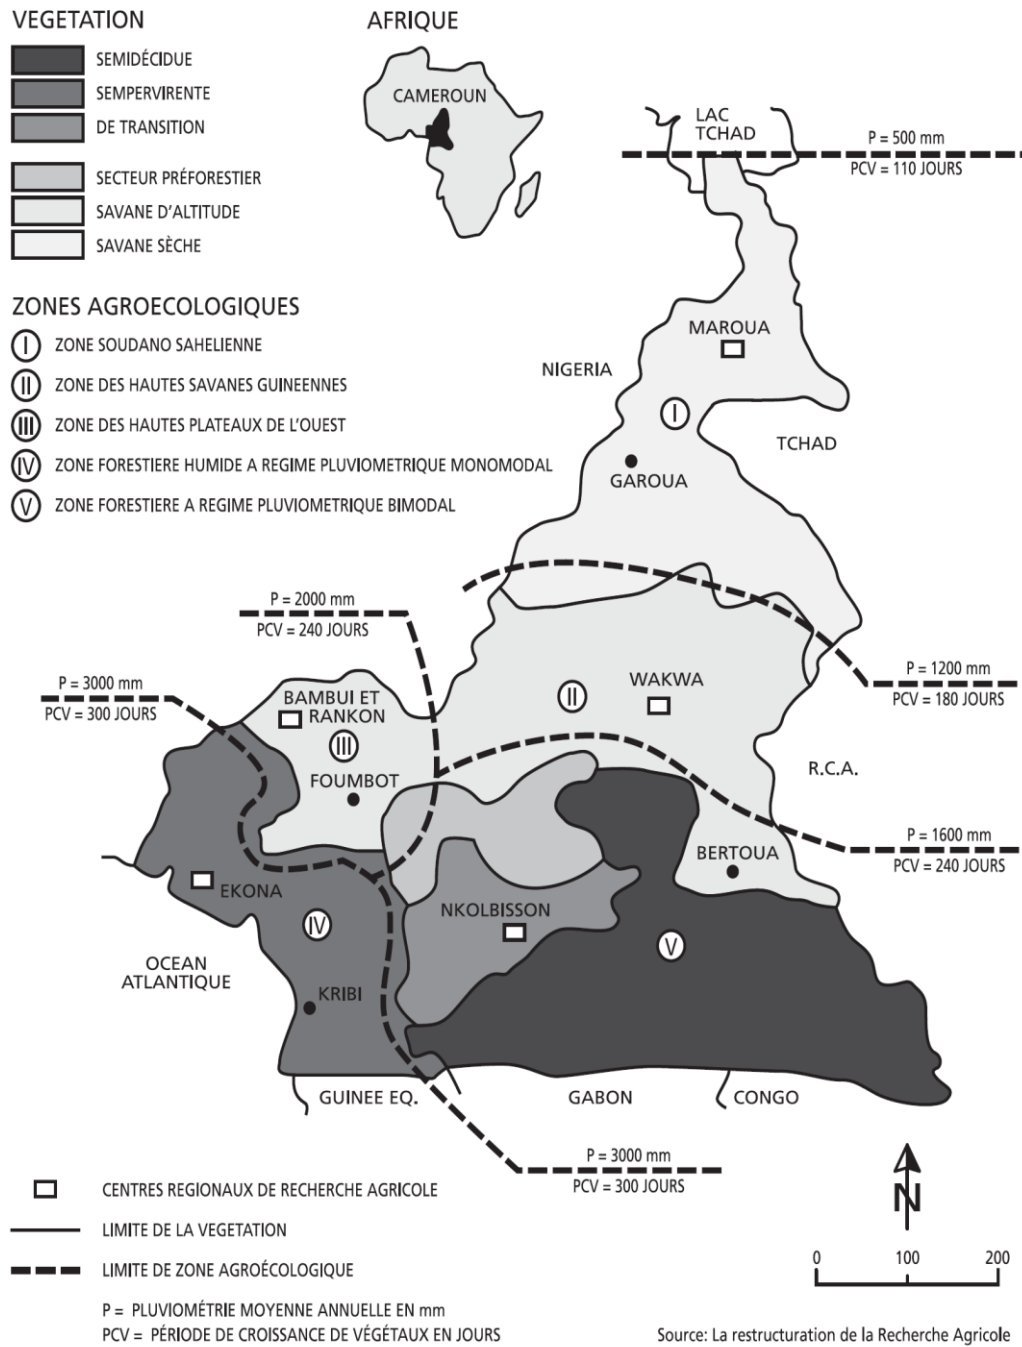 VEGETATION
SEMIDÉCIDUE
SEMPERVIRENTE
DE TRANSITION
SECTEUR PRÉFORESTIER
SAVANE D'ALTITUDE
SAVANE SÈCHE
AFRIQUE
CAMEROUN
ZONES AGROECOLOGIQUES
I ZONE SOUDANO SAHELIENNE
II ZONE DES HAUTES SAVANES GUINEENNES
III ZONE DES HAUTES PLATEAUX DE L'OUEST
IV ZONE FORESTIERE HUMIDE A REGIME PLUVIOMETRIQUE MONOMODAL
V ZONE FORESTIERE A REGIME PLUVIOMETRIQUE BIMODAL
LAC
TCHAD
P = 500 mm
PCV = 110 JOURS
MAROUA
NIGERIA
I
TCHAD
GAROUA
P = 2000 mm
PCV = 240 JOURS
P = 3000 mm
PCV = 300 JOURS
P = 1200 mm
PCV = 180 JOURS
BAMBUI ET
RANKON
III
FOUMBOT
II
WAKWA
R.C.A.
P = 1600 mm
PCV = 240 JOURS
BERTOUA
EKONA
IV
NKOLBISSON
V
OCEAN
ATLANTIQUE
KRIBI
GUINEE EQ.
GABON
CONGO
P = 3000 mm
PCV = 300 JOURS
N
0 100 200
CENTRES REGIONAUX DE RECHERCHE AGRICOLE
LIMITE DE LA VEGETATION
LIMITE DE ZONE AGROÉCOLOGIQUE
P = PLUVIOMÉTRIE MOYENNE ANNUELLE EN mm
PCV = PÉRIODE DE CROISSANCE DE VÉGÉTAUX EN JOURS
Source: La restructuration de la Recherche Agricole